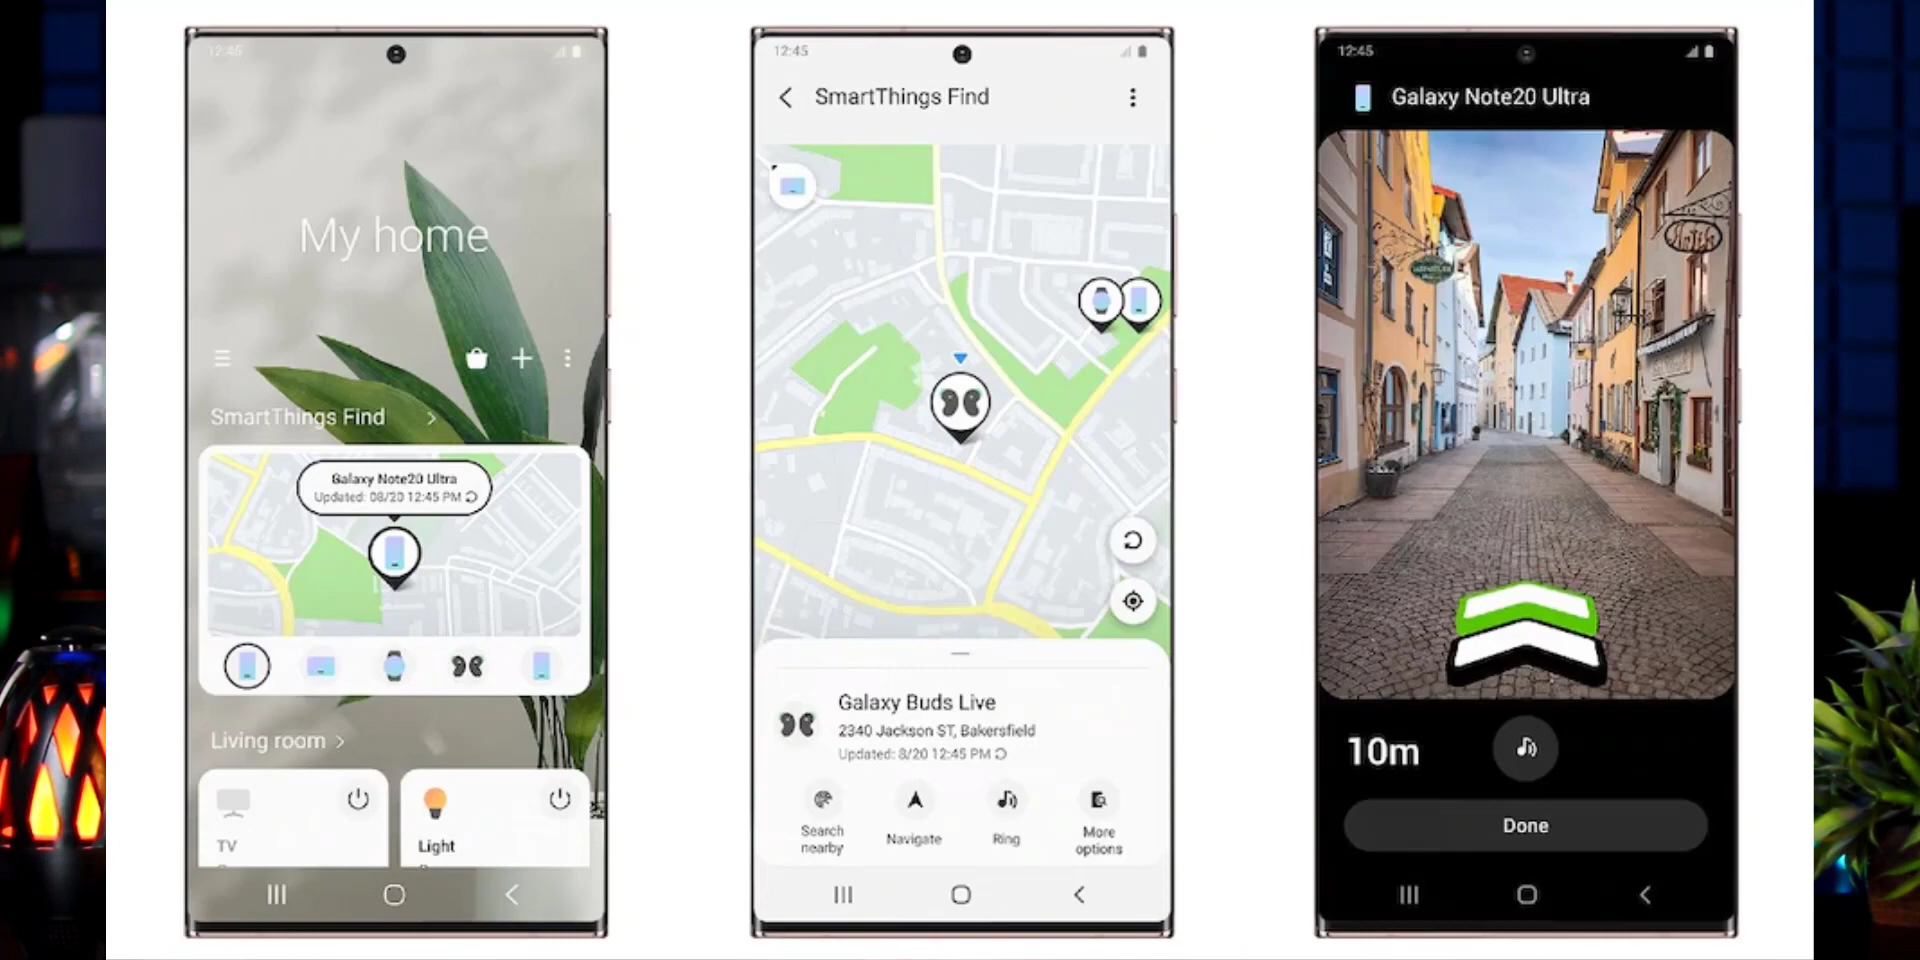 12:45
My home
SmartThings Find
Galaxy Note20 Ultra
Updated: 08/20 12:45 PM
Living room
TV
Light
12:45
SmartThings Find
Galaxy Buds Live
2340 Jackson ST, Bakersfield
Updated: 8/20 12:45 PM
Search
nearby
Navigate
Ring
More
options
12:45
Galaxy Note20 Ultra
10m
Done